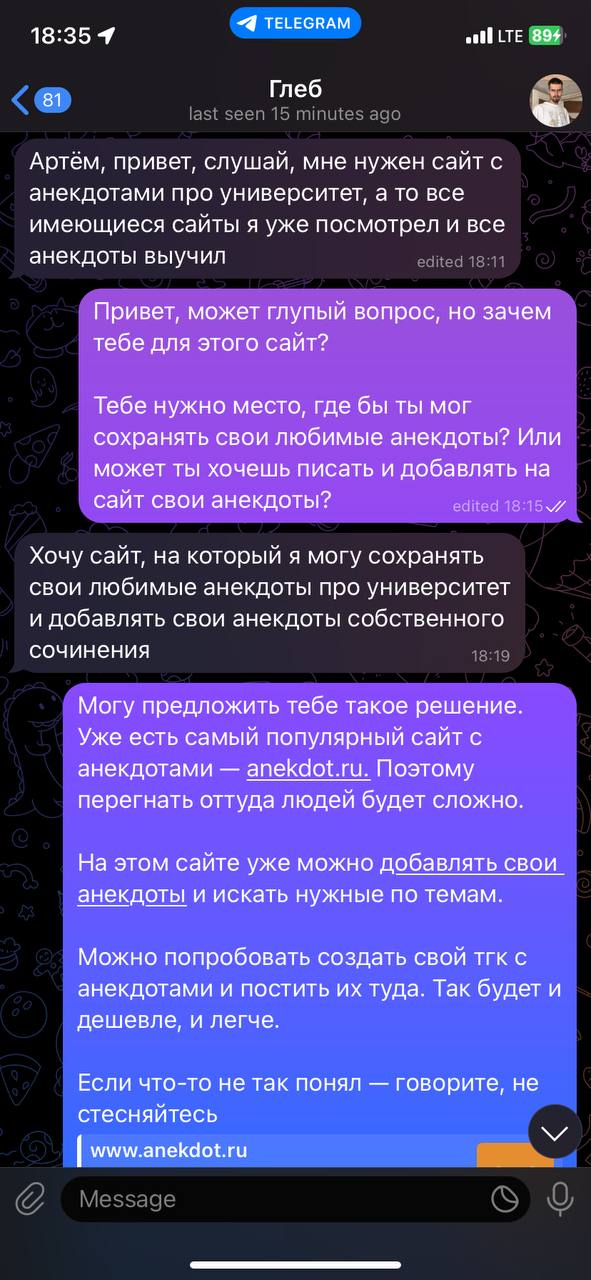 18:35
TELEGRAM
LTE 89
81
Глеб
last seen 15 minutes ago
Артём, привет, слушай, мне нужен сайт с
анекдотами про университет, а то все
имеющиеся сайты я уже посмотрел и все
анекдоты выучил
edited 18:11
Привет, может глупый вопрос, но зачем
тебе для этого сайт?
Тебе нужно место, где бы ты мог
сохранять свои любимые анекдоты? Или
может ты хочешь писать и добавлять на
сайт свои анекдоты?
edited 18:15
Хочу сайт, на который я могу сохранять
свои любимые анекдоты про университет
и добавлять свои анекдоты собственного
сочинения
18:19
Могу предложить тебе такое решение.
Уже есть самый популярный сайт с
анекдотами — anekdot.ru. Поэтому
перегнать оттуда людей будет сложно.
На этом сайте уже можно добавлять свои
анекдоты и искать нужные по темам.
Можно попробовать создать свой тгк с
анекдотами и постить их туда. Так будет и
дешевле, и легче.
Если что-то не так понял — говорите, не
стесняйтесь
www.anekdot.ru
Message